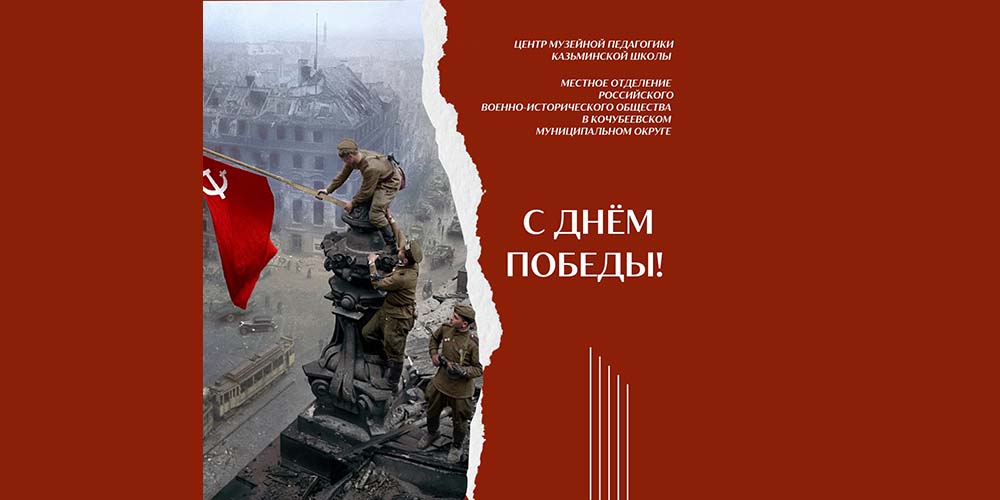 ЦЕНТР МУЗЕЙНОЙ ПЕДАГОГИКИ
КАЗЬМИНСКОЙ ШКОЛЫ
МЕСТНОЕ ОТДЕЛЕНИЕ
РОССИЙСКОГО
ВОЕННО-ИСТОРИЧЕСКОГО ОБЩЕСТВА
В КОЧУБЕЕВСКОМ
МУНИЦИПАЛЬНОМ ОКРУГЕ
С ДНЁМ
ПОБЕДЫ!